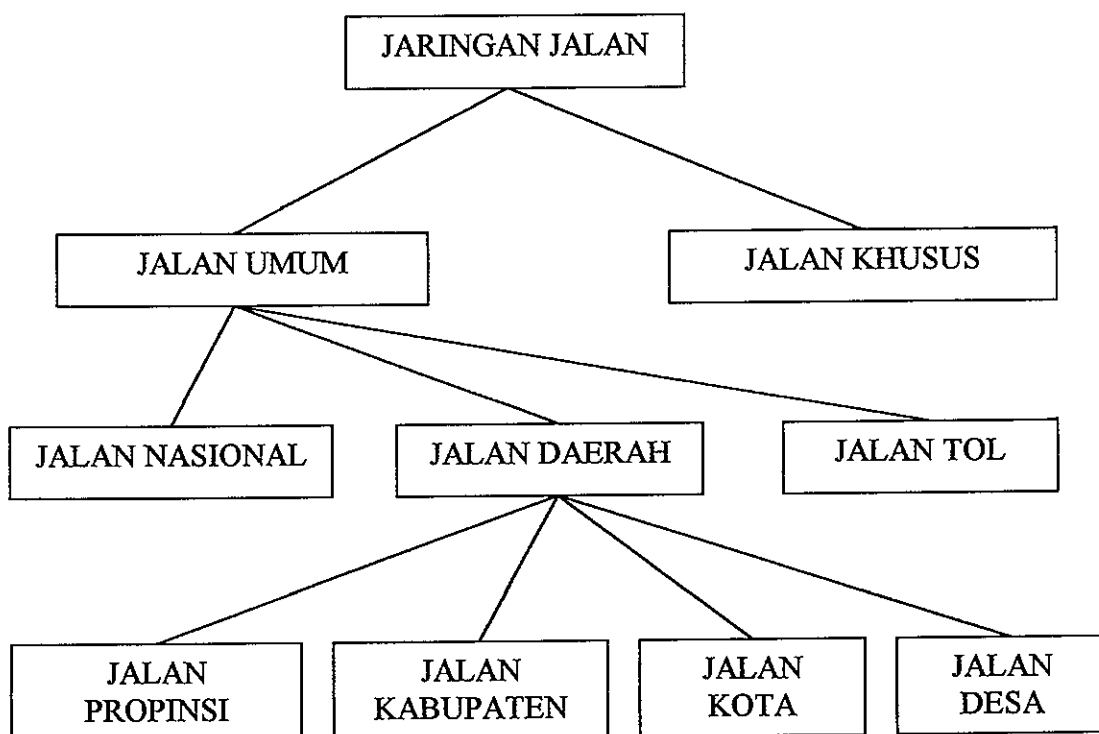 JARINGAN JALAN
JALAN UMUM
JALAN KHUSUS
JALAN NASIONAL
JALAN DAERAH
JALAN TOL
JALAN
PROPINSI
JALAN
KABUPATEN
JALAN
KOTA
JALAN
DESA